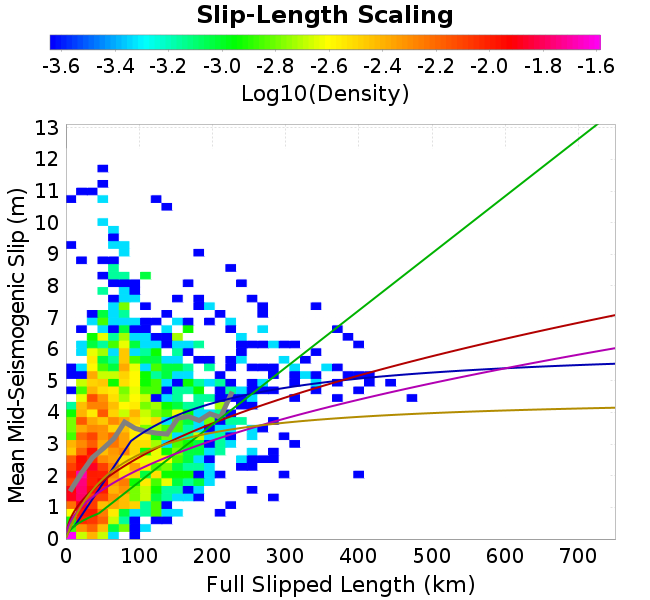 Slip-Length Scaling
-3.6 -3.4 -3.2 -3.0 -2.8 -2.6 -2.4 -2.2 -2.0 -1.8 -1.6
Log10(Density)
13
12
11
10
9
8
7
6
5
4
3
2
1
0
Mean Mid-Seismogenic Slip (m)
0 100 200 300 400 500 600 700
Full Slipped Length (km)